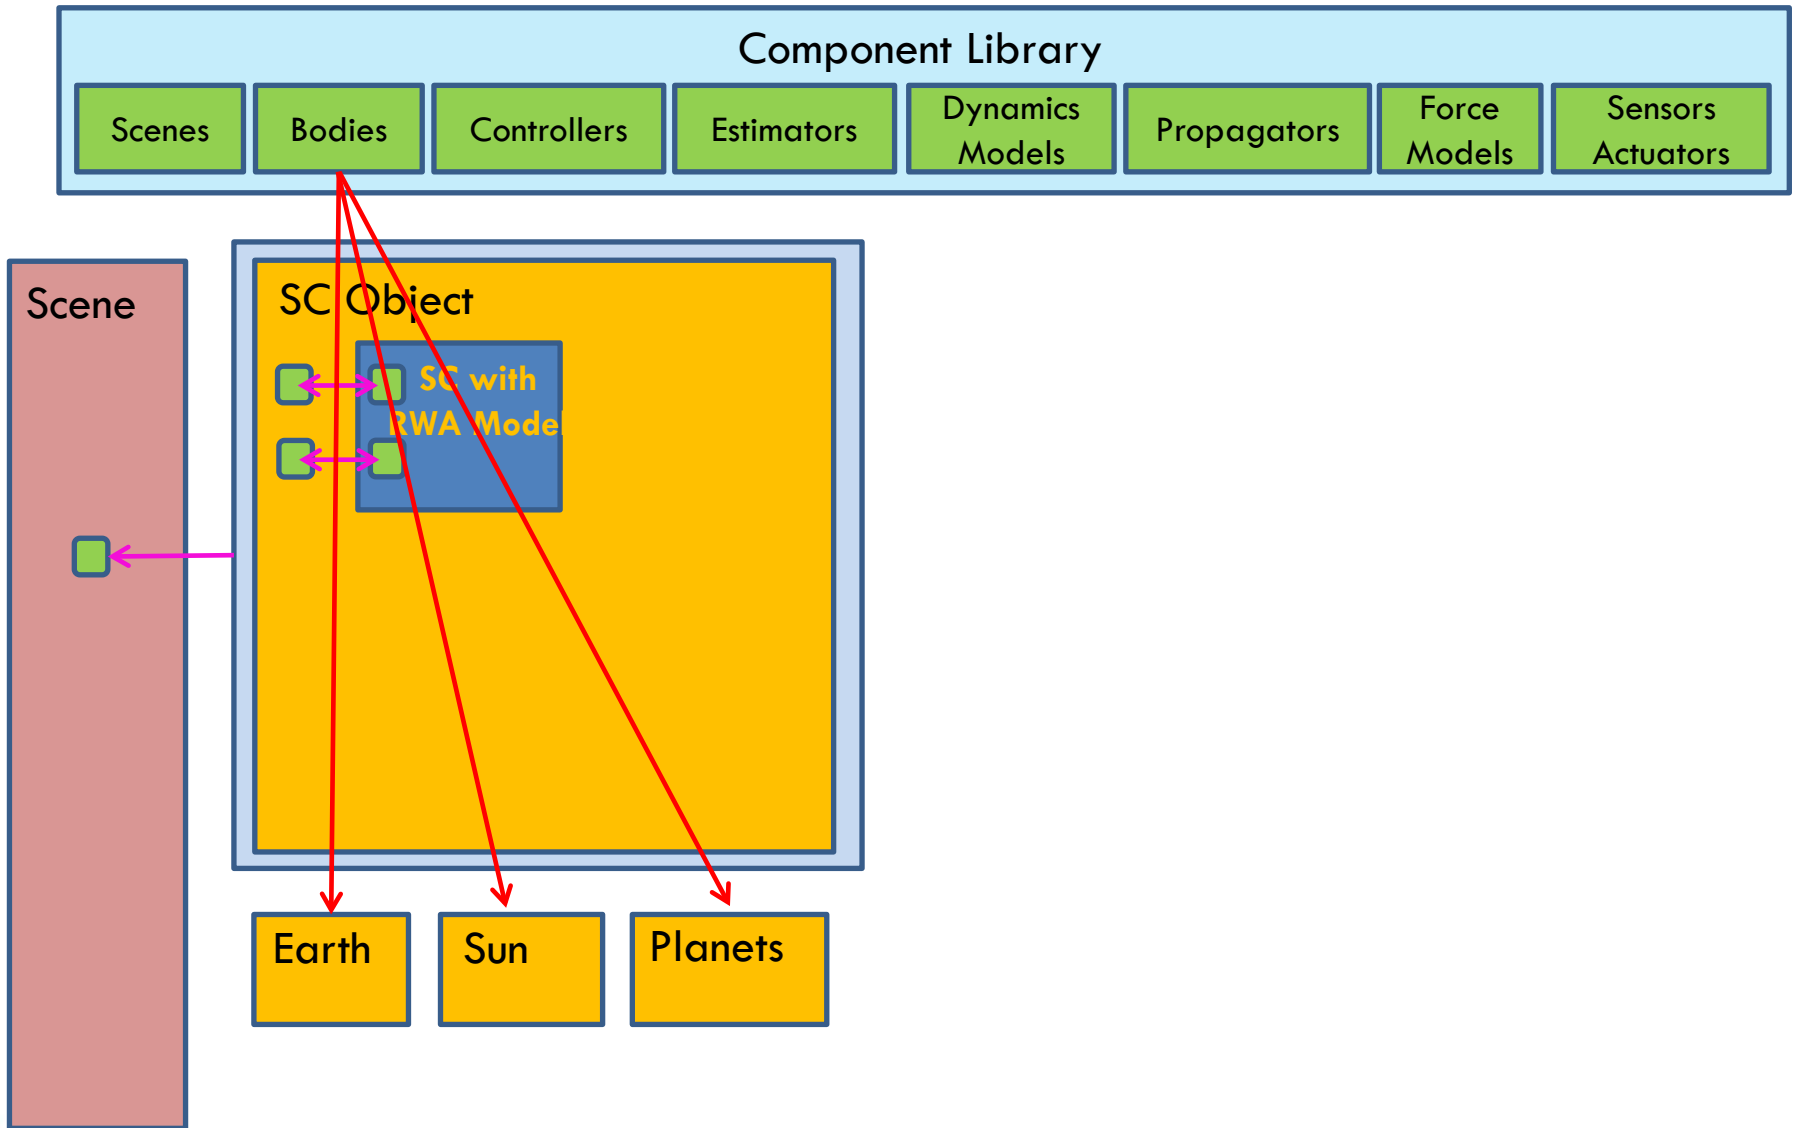 Component Library
Scenes
Bodies
Controllers
Estimators
Dynamics
Models
Propagators
Force
Models
Sensors
Actuators
Scene
SC Object
SC with
RWA Model
Earth
Sun
Planets